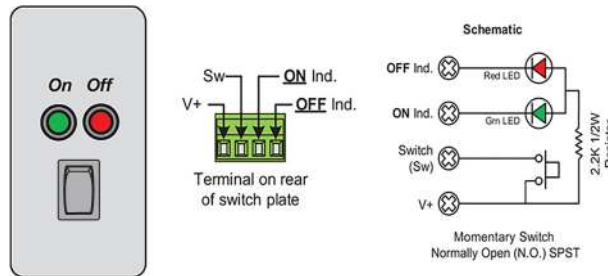 On Off
Sw
ON Ind.
V+
OFF Ind.
Terminal on rear
of switch plate
Schematic
OFF Ind.
Red LED
ON Ind.
Grn LED
Switch
(Sw)
V+
2.2K 1/2W
Resistor
Momentary Switch
Normally Open (N.O.) SPST